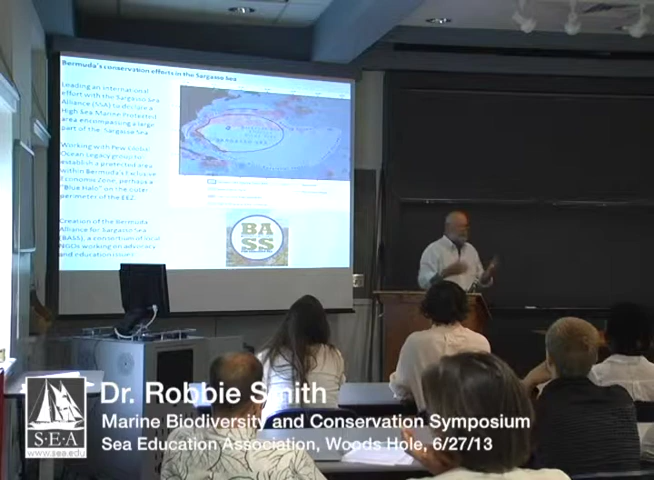 Bermuda's conservation efforts in the Sargasso Sea
Leading an international
effort with the Sargasso Sea
Alliance (SSA) to declare a
High Sea Marine Protected
area encompassing a large
part of the Sargasso Sea
Working with Pew Global
Ocean Legacy group to
establish a protected area
within Bermuda's Exclusive
Economic Zone, perhaps a
"Blue Halo" on the outer
perimeter of the EEZ.
Creation of the Bermuda
Alliance for Sargasso Sea
(BASS), a consortium of local
NGOs working on advocacy
and education issues
SARGASSO SEA
BA
SS
Dr. Robbie Smith
Marine Biodiversity and Conservation Symposium
Sea Education Association, Woods Hole, 6/27/13
S·E·A
www.sea.edu